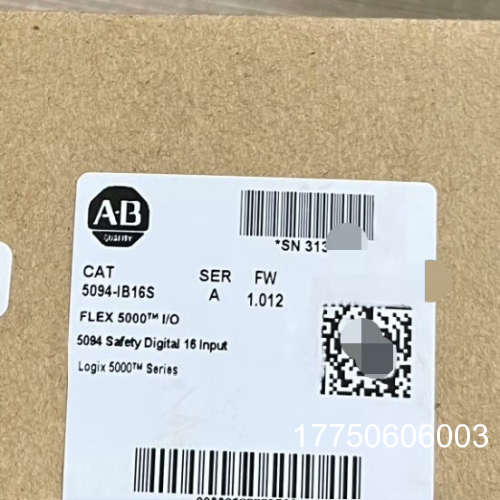 A-B
QUALITY
*SN 313
CAT
5094-IB16S
SER
A
FW
1.012
FLEX 5000™ I/O
5094 Safety Digital 16 Input
Logix 5000™ Series
17750606003